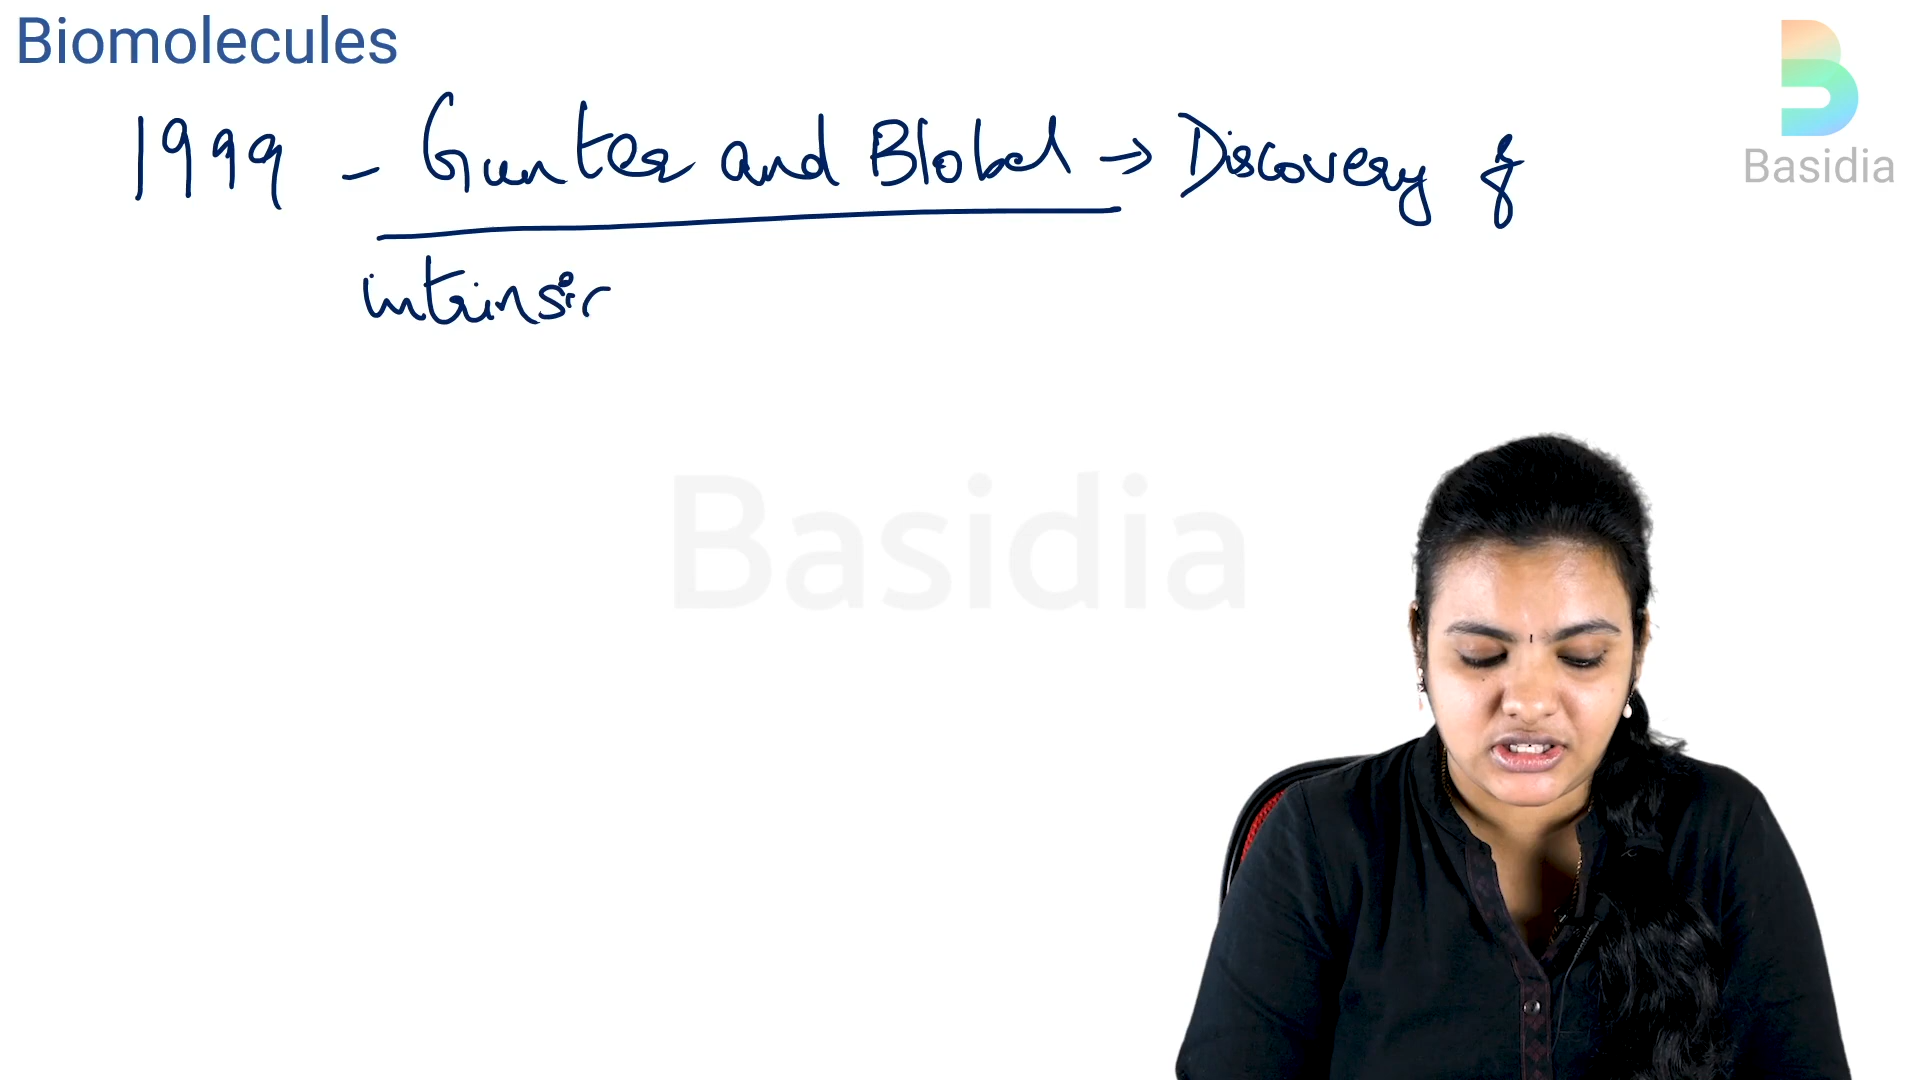 Biomolecules
Basidia
1999 - Gunter and Blobel → Discovery of
intrinsic
Basidia